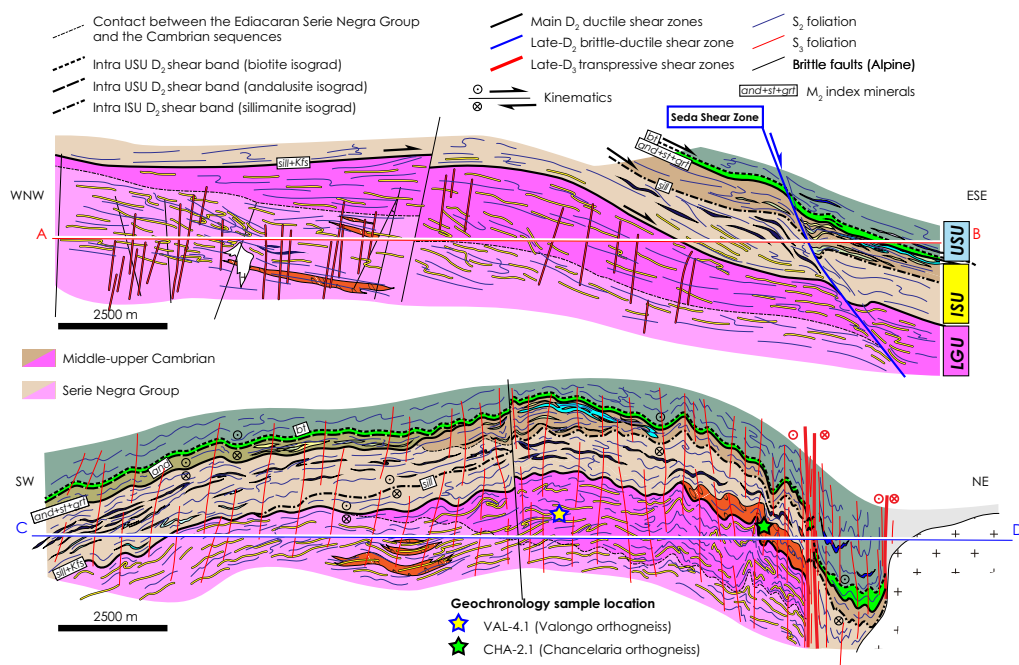 Contact between the Ediacaran Serie Negra Group
and the Cambrian sequences
Intra USU D2 shear band (biotite isograd)
Intra USU D2 shear band (andalusite isograd)
Intra ISU D2 shear band (sillimanite isograd)
Main D2 ductile shear zones
Late-D2 brittle-ductile shear zone
Late-D3 transpressive shear zones
Kinematics
S2 foliation
S3 foliation
Brittle faults (Alpine)
and+st+grt M2 index minerals
Seda Shear Zone
bt
and+st+grt
sill+Kfs
sill
WNW
ESE
A
B
USU
ISU
LGU
2500 m
Middle-upper Cambrian
Serie Negra Group
bt
and
SW
sill
NE
and+st+grt
C
D
sill+Kfs
2500 m
Geochronology sample location
VAL-4.1 (Valongo orthogneiss)
CHA-2.1 (Chancelaria orthogneiss)